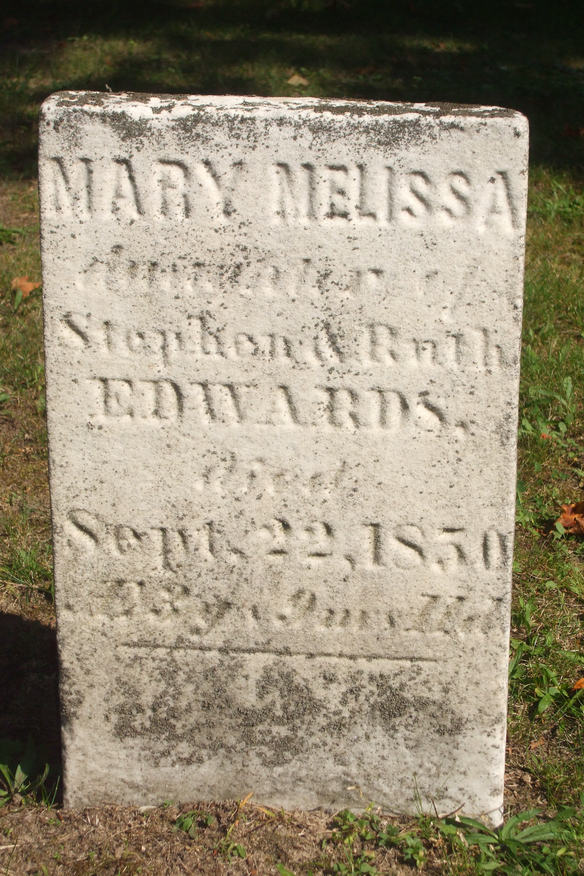 MARY MELISSA
daughter of
Stephen & Ruth
EDWARDS,
died
Sept. 22, 1850